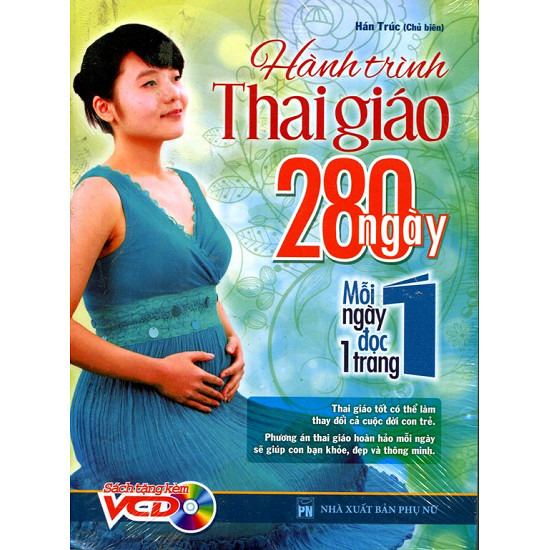 Hán Trúc (Chủ biên)
Hành trình
Thai giáo
280
ngày
Mỗi
ngày
đọc
1 trang
1
Thai giáo tốt có thể làm
thay đổi cả cuộc đời con trẻ.
Phương án thai giáo hoàn hảo mỗi ngày
sẽ giúp con bạn khỏe, đẹp và thông minh.
Sách tặng kèm
VCD
PN
NHÀ XUẤT BẢN PHỤ NỮ